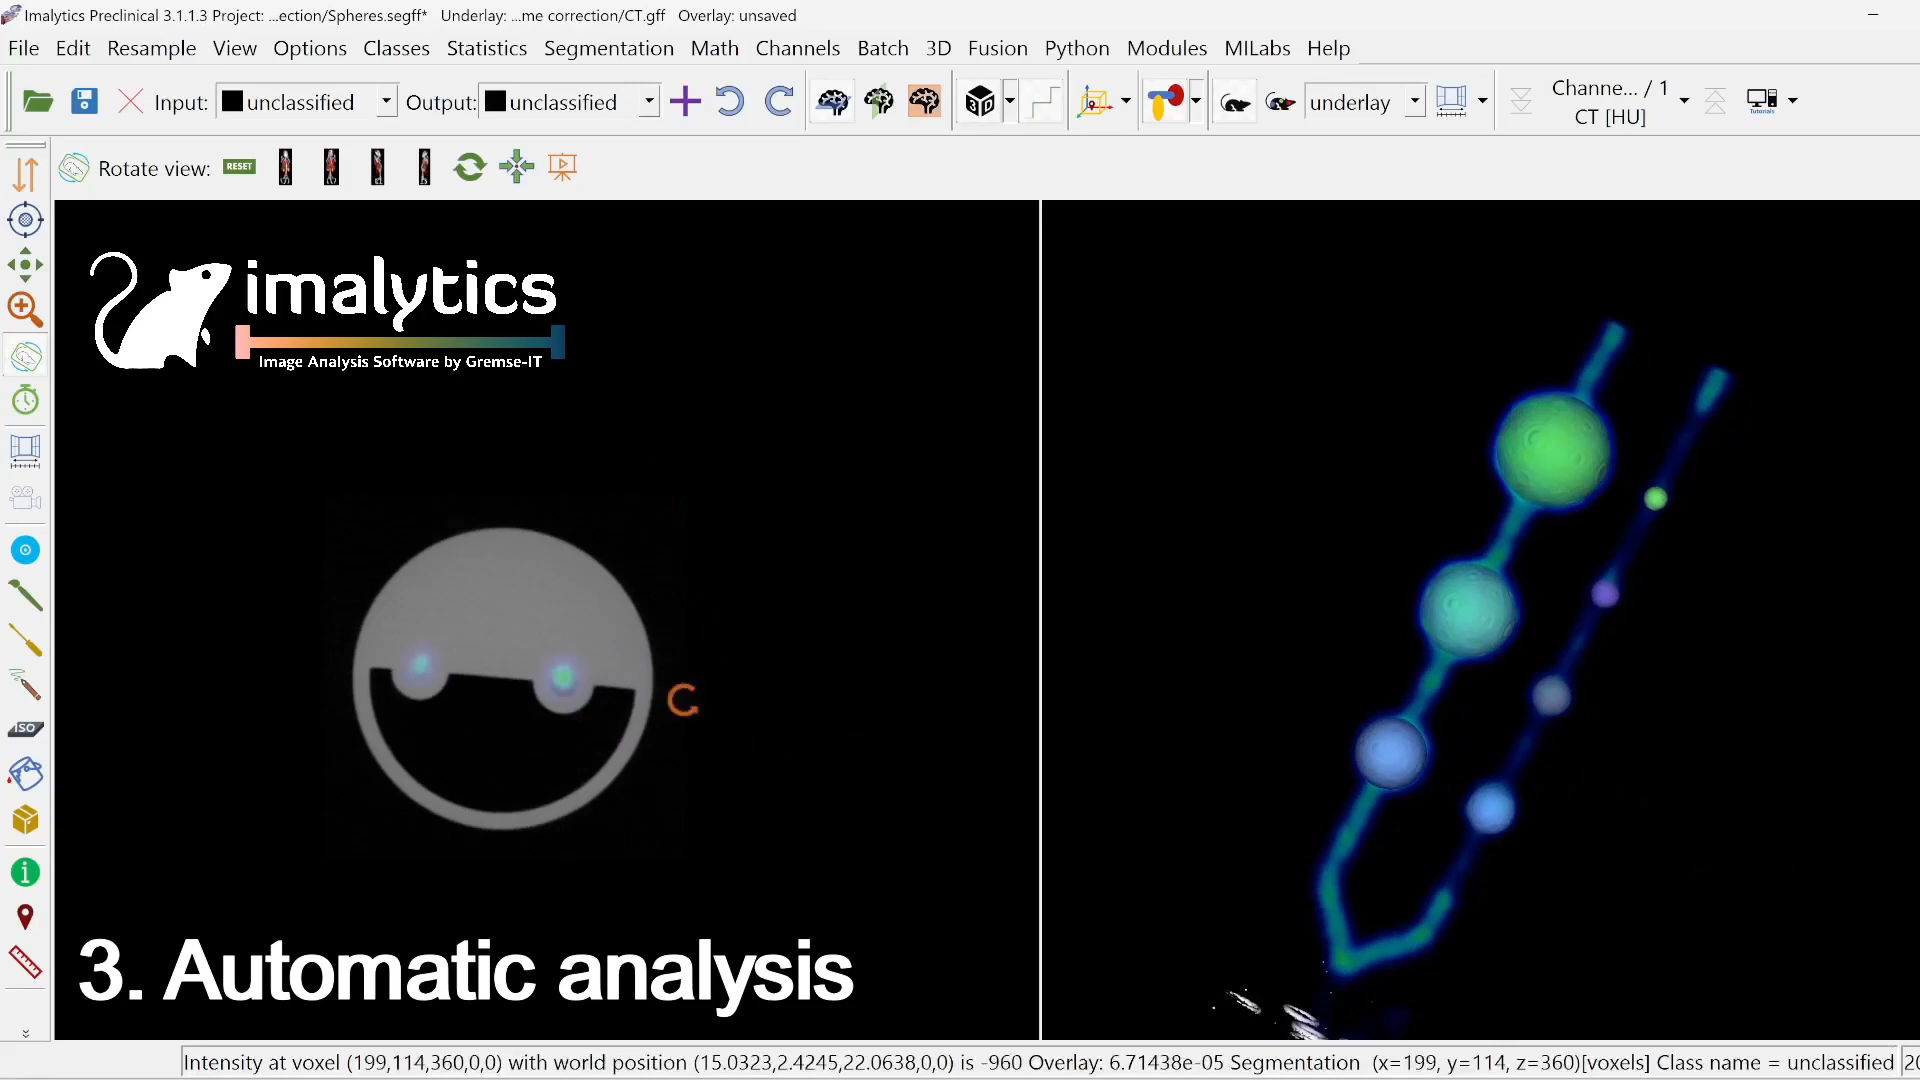 Imalytics Preclinical 3.1.1.3 Project: ...ection/Spheres.segff* Underlay: ...me correction/CT.gff Overlay: unsaved
File Edit Resample View Options Classes Statistics Segmentation Math Channels Batch 3D Fusion Python Modules MILabs Help
Input: unclassified Output: unclassified 3D underlay Channe... / 1
CT [HU]
Tutorials
Rotate view: RESET
imalytics
Image Analysis Software by Gremse-IT
ISO
3. Automatic analysis
Intensity at voxel (199,114,360,0,0) with world position (15.0323,2.4245,22.0638,0,0) is -960 Overlay: 6.71438e-05 Segmentation (x=199, y=114, z=360)[voxels] Class name = unclassified